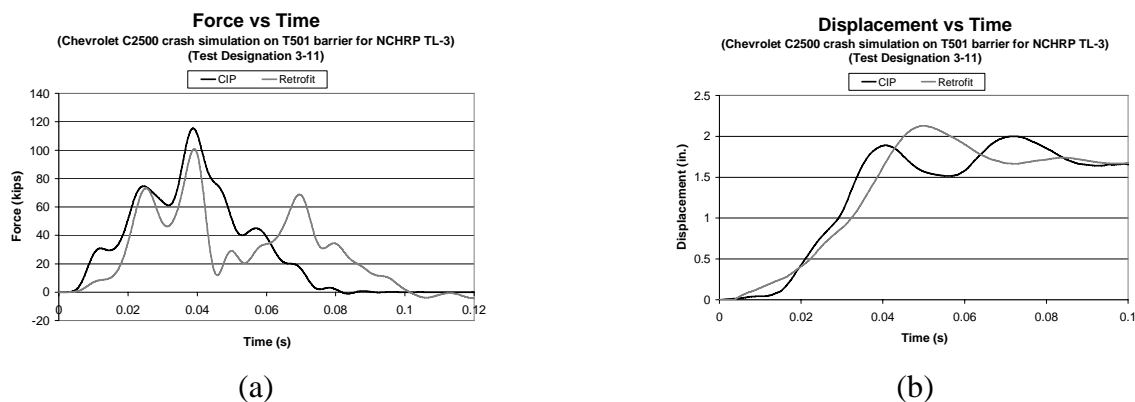 Force vs Time
(Chevrolet C2500 crash simulation on T501 barrier for NCHRP TL-3)
(Test Designation 3-11)
CIP Retrofit
140
120
100
80
60
40
20
0
-20
0 0.02 0.04 0.06 0.08 0.1 0.12
Force (kips)
Time (s)
(a)
Displacement vs Time
(Chevrolet C2500 crash simulation on T501 barrier for NCHRP TL-3)
(Test Designation 3-11)
CIP Retrofit
2.5
2
1.5
1
0.5
0
0 0.02 0.04 0.06 0.08 0.1
Displacement (in.)
Time (s)
(b)